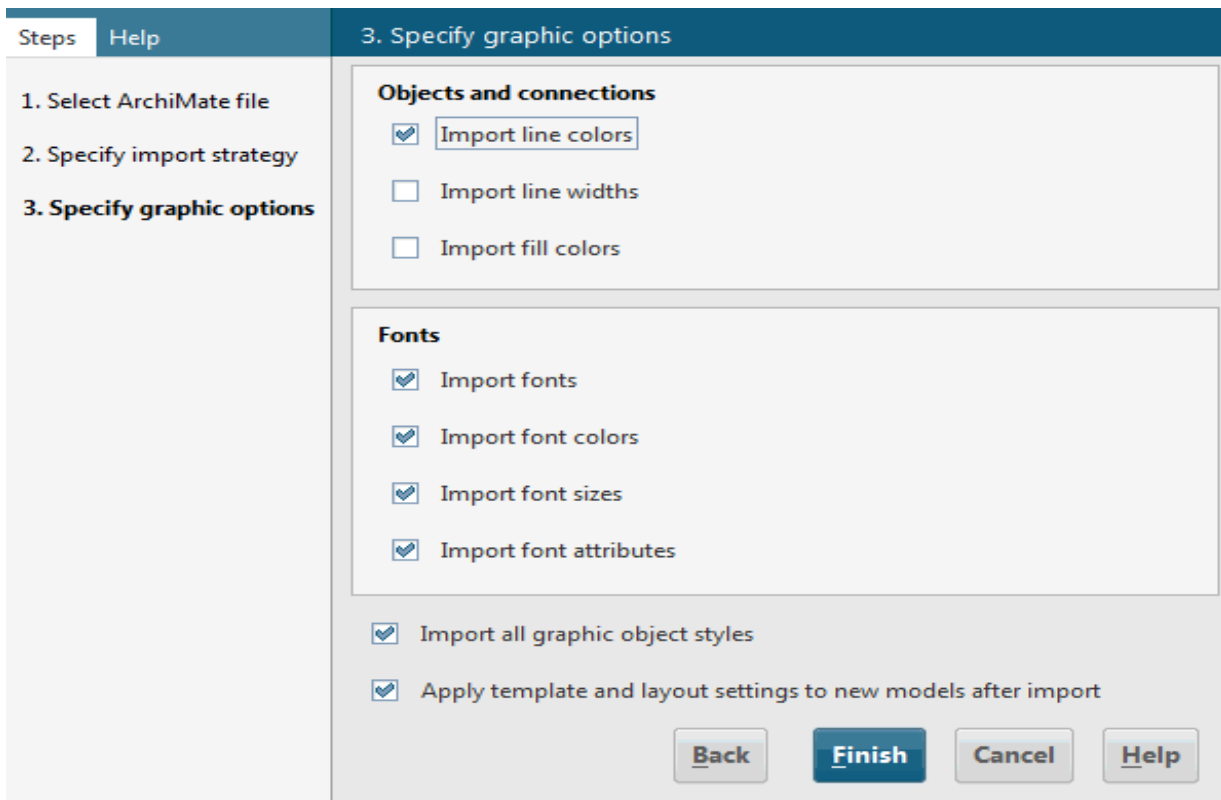 Steps
Help
1. Select ArchiMate file
2. Specify import strategy
3. Specify graphic options
3. Specify graphic options
Objects and connections
Import line colors
Import line widths
Import fill colors
Fonts
Import fonts
Import font colors
Import font sizes
Import font attributes
Import all graphic object styles
Apply template and layout settings to new models after import
Back
Finish
Cancel
Help